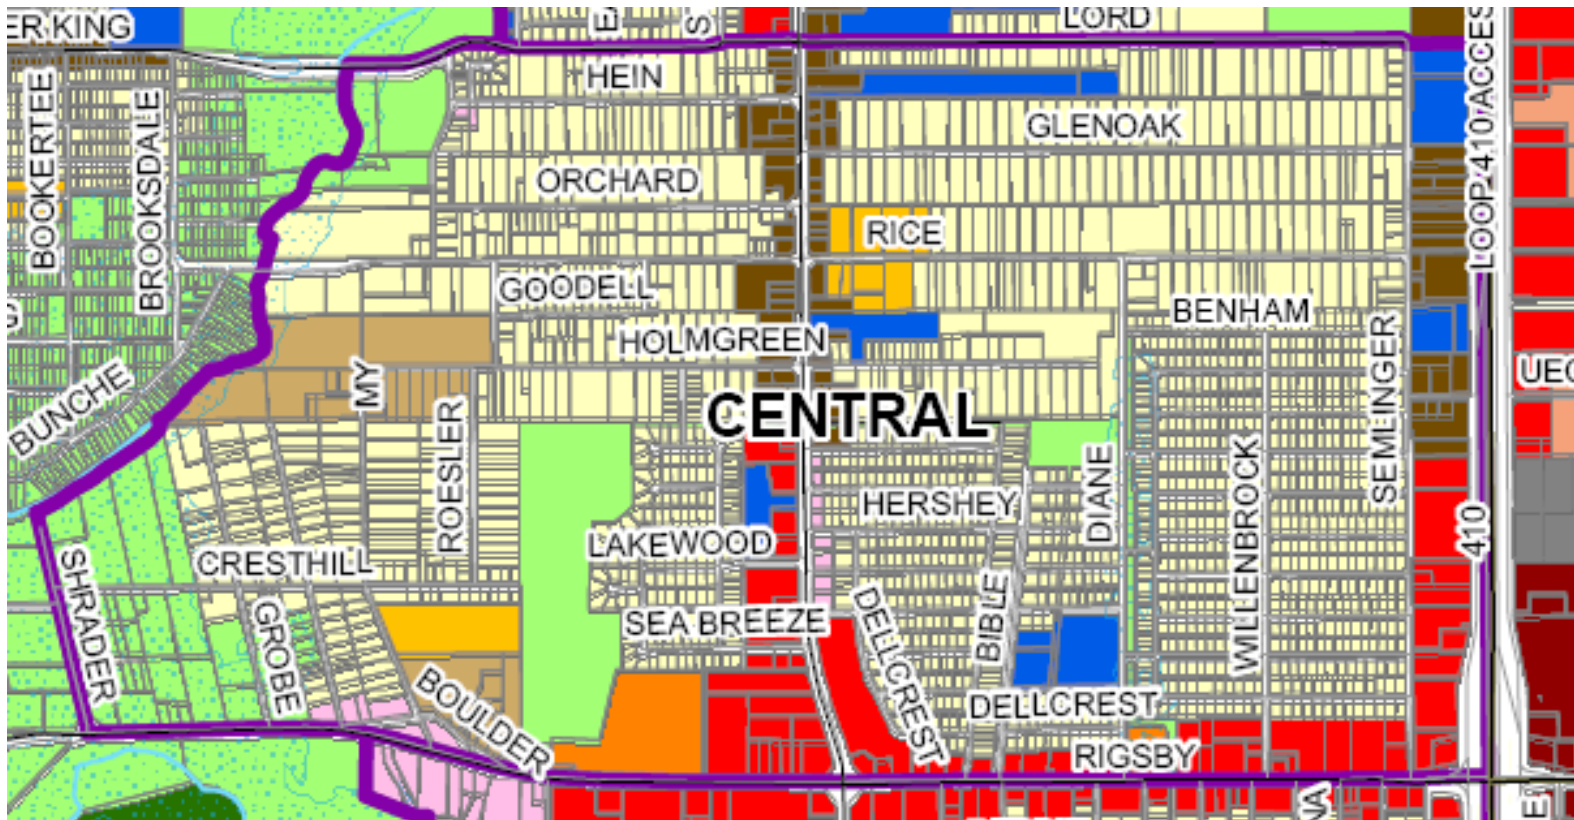 ER KING
LORD
HEIN
GLENOAK
BOOKERTEE
BROOKSDALE
LOOP 410 ACCES
ORCHARD
RICE
GOODELL
BENHAM
HOLMGREEN
SEMLINGER
UEC
MY
BUNCHE
CENTRAL
ROESLER
DIANE
WILLENBROCK
HERSHEY
410
LAKEWOOD
CRESTHILL
SHRADER
GROBE
SEA BREEZE
DELLCREST
BIBLE
BOULDER
DELLCREST
RIGSBY
NA
E